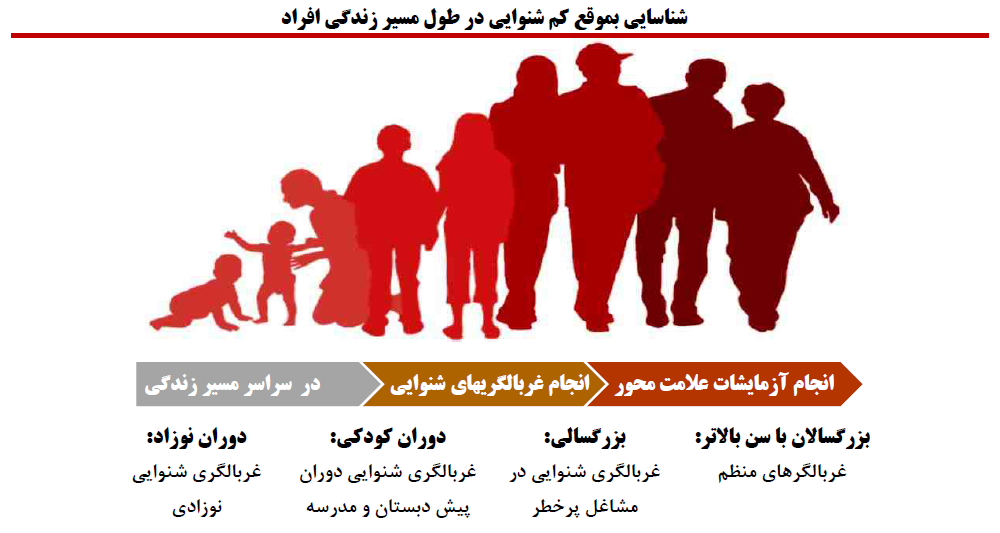 شناسایی بموقع کم شنوایی در طول مسیر زندگی افراد
انجام آزمایشات علامت محور
انجام غربالگریهای شنوایی
در سراسر مسیر زندگی
بزرگسالان با سن بالاتر:
غربالگرهای منظم
بزرگسالی:
غربالگری شنوایی در
مشاغل پرخطر
دوران کودکی:
غربالگری شنوایی دوران
پیش دبستان و مدرسه
دوران نوزاد:
غربالگری شنوایی
نوزادی